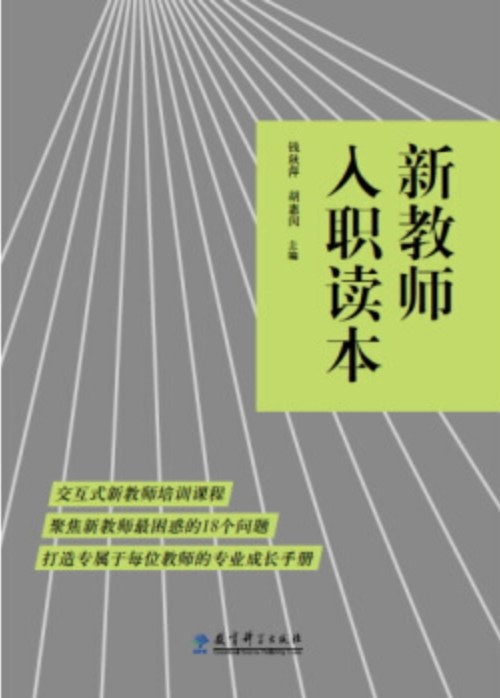 新教师
入职读本
钱秋萍 胡惠闵 主编
交互式新教师培训课程
聚焦新教师最困惑的18个问题
打造专属于每位教师的专业成长手册
教育科学出版社